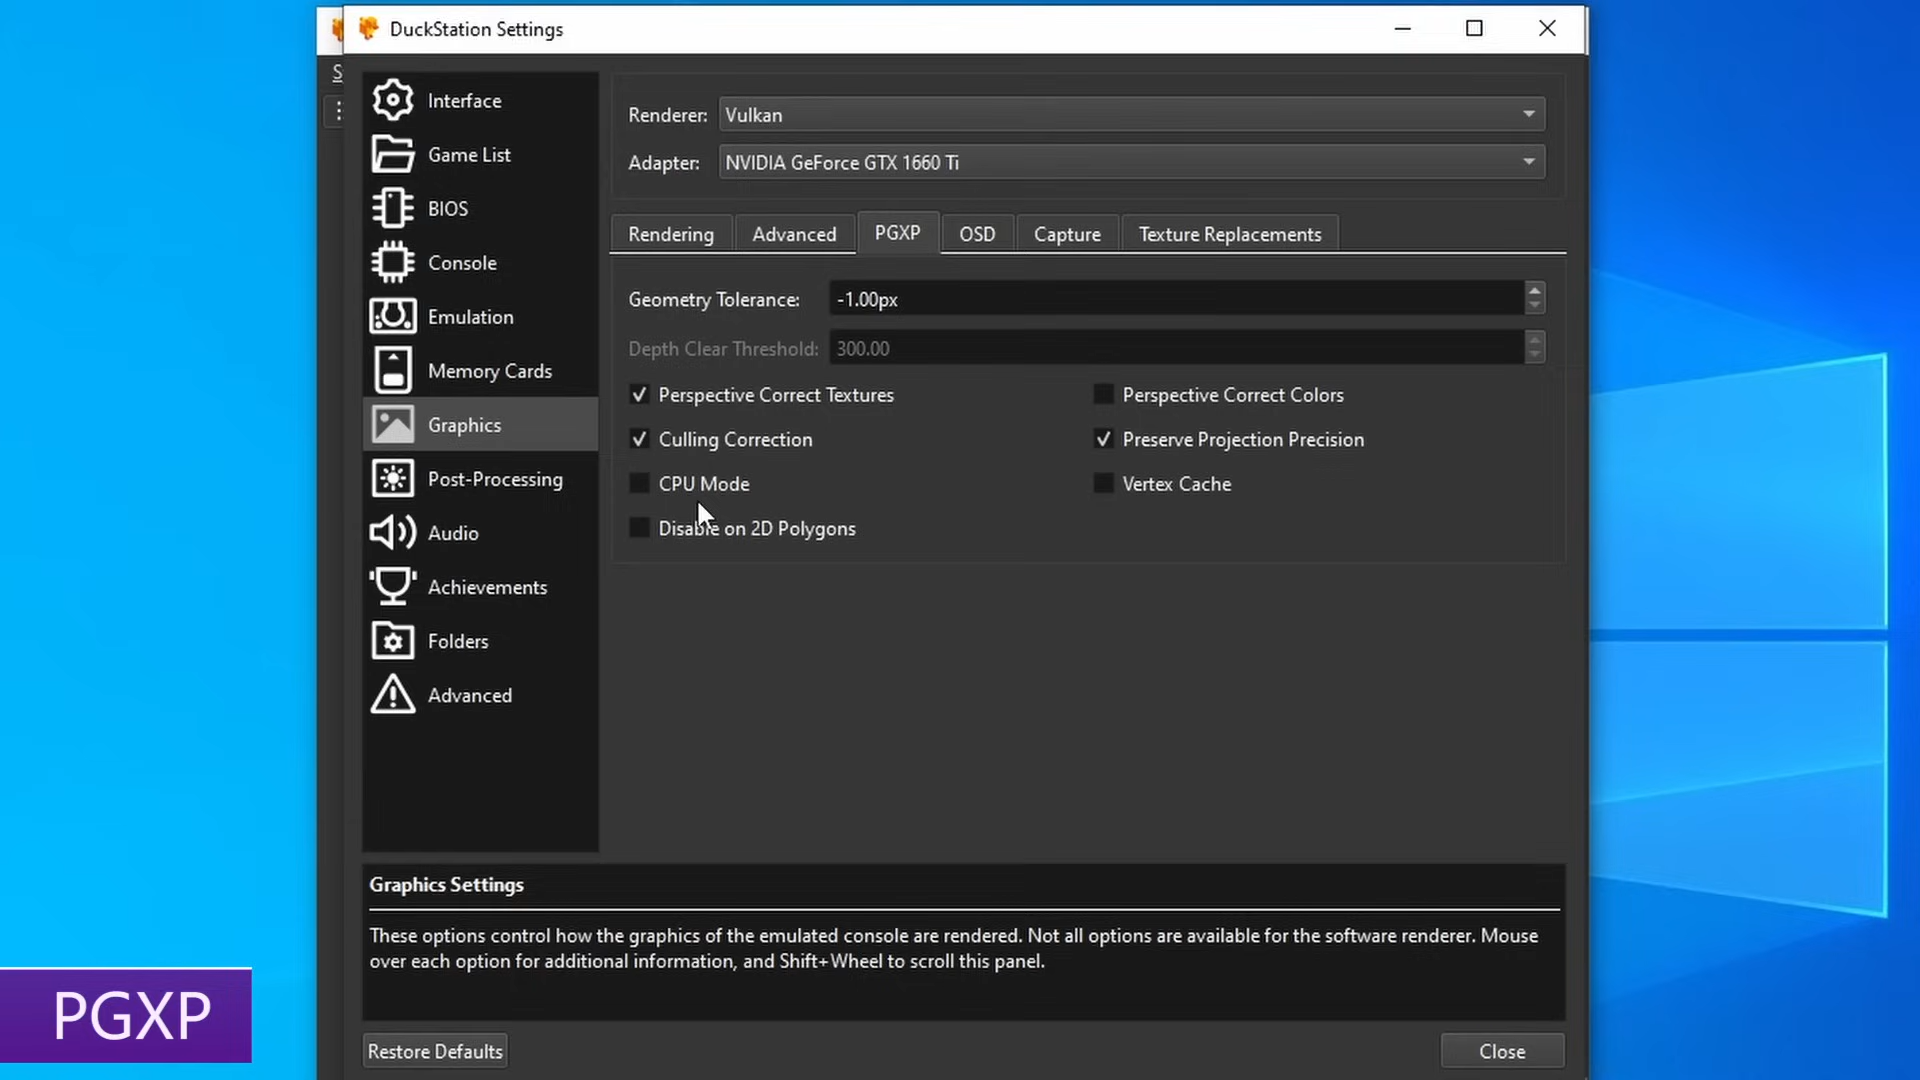 DuckStation Settings
S
Interface
Game List
BIOS
Console
Emulation
Memory Cards
Graphics
Post-Processing
Audio
Achievements
Folders
Advanced
Renderer: Vulkan
Adapter: NVIDIA GeForce GTX 1660 Ti
Rendering Advanced PGXP OSD Capture Texture Replacements
Geometry Tolerance: -1.00px
Depth Clear Threshold: 300.00
Perspective Correct Textures Perspective Correct Colors
Culling Correction Preserve Projection Precision
CPU Mode Vertex Cache
Disable on 2D Polygons
Graphics Settings
These options control how the graphics of the emulated console are rendered. Not all options are available for the software renderer. Mouse
over each option for additional information, and Shift+Wheel to scroll this panel.
Restore Defaults Close
PGXP